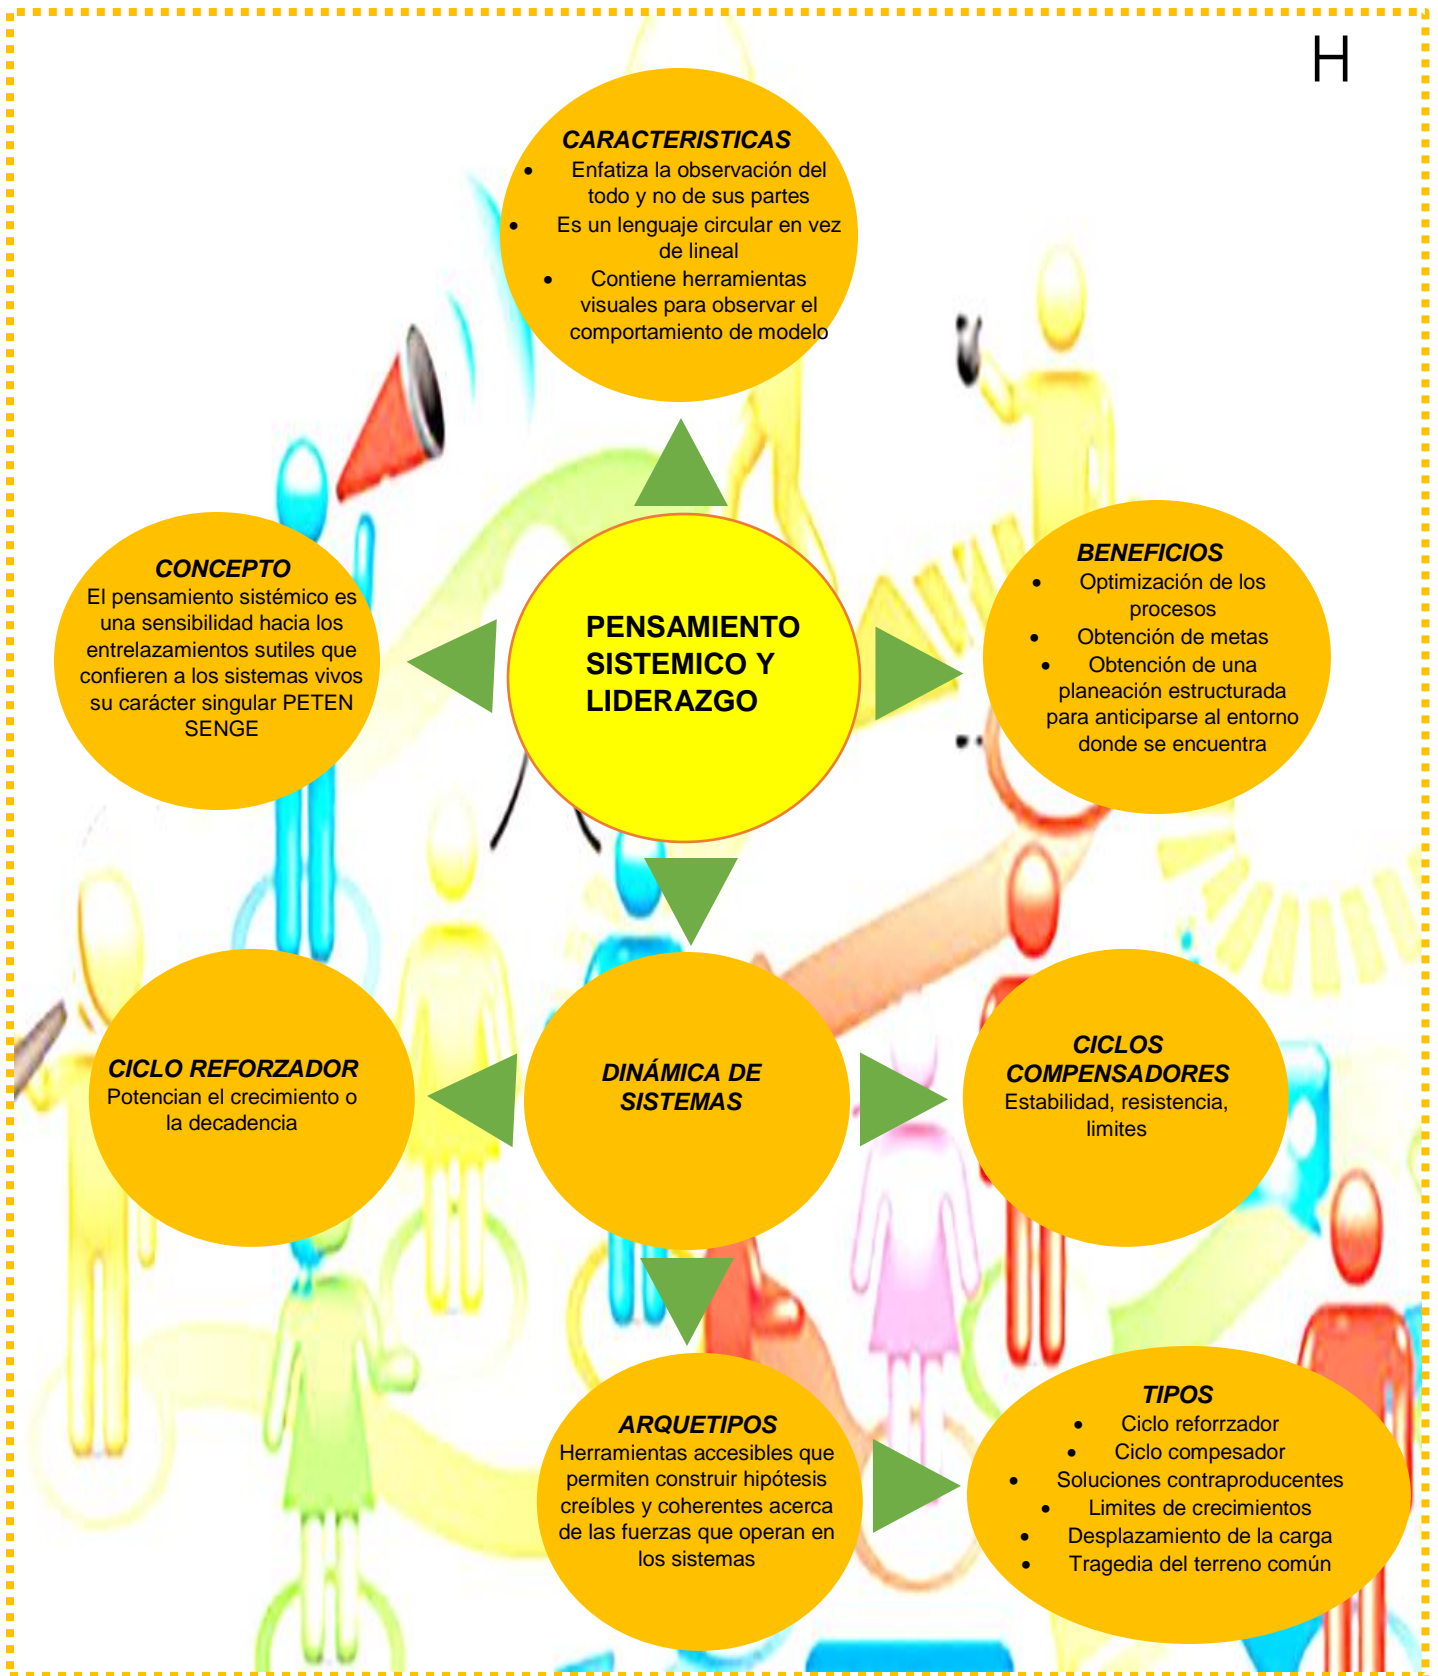 H
CARACTERISTICAS
• Enfatiza la observación del
todo y no de sus partes
• Es un lenguaje circular en vez
de lineal
• Contiene herramientas
visuales para observar el
comportamiento de modelo
CONCEPTO
El pensamiento sistémico es
una sensibilidad hacia los
entrelazamientos sutiles que
confieren a los sistemas vivos
su carácter singular PETEN
SENGE
PENSAMIENTO
SISTEMICO Y
LIDERAZGO
BENEFICIOS
• Optimización de los
procesos
• Obtención de metas
• Obtención de una
planeación estructurada
para anticiparse al entorno
donde se encuentra
CICLO REFORZADOR
Potencian el crecimiento o
la decadencia
DINÁMICA DE
SISTEMAS
CICLOS
COMPENSADORES
Estabilidad, resistencia,
limites
ARQUETIPOS
Herramientas accesibles que
permiten construir hipótesis
creíbles y coherentes acerca
de las fuerzas que operan en
los sistemas
TIPOS
• Ciclo reforrzador
• Ciclo compesador
• Soluciones contraproducentes
• Limites de crecimientos
• Desplazamiento de la carga
• Tragedia del terreno común